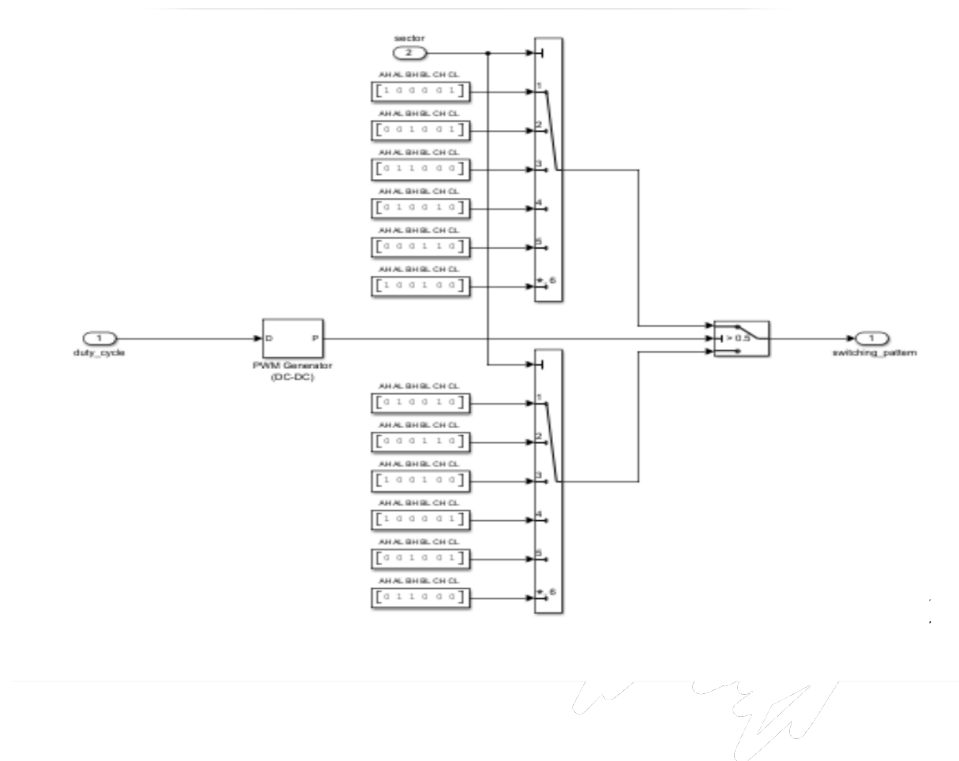 sector
2
AH AL BH BL CH CL
[1 0 0 0 0 1]
1
AH AL BH BL CH CL
[0 0 1 0 0 1]
2
AH AL BH BL CH CL
[0 1 1 0 0 0]
3
AH AL BH BL CH CL
[0 1 0 0 1 0]
4
AH AL BH BL CH CL
[0 0 0 1 1 0]
5
AH AL BH BL CH CL
[1 0 0 1 0 0]
*, 6
1
duty_cycle
D P
PWM Generator
(DC-DC)
> 0.5
1
switching_pattern
AH AL BH BL CH CL
[0 1 0 0 1 0]
1
AH AL BH BL CH CL
[0 0 0 1 1 0]
2
AH AL BH BL CH CL
[1 0 0 1 0 0]
3
AH AL BH BL CH CL
[1 0 0 0 0 1]
4
AH AL BH BL CH CL
[0 0 1 0 0 1]
5
AH AL BH BL CH CL
[0 1 1 0 0 0]
*, 6